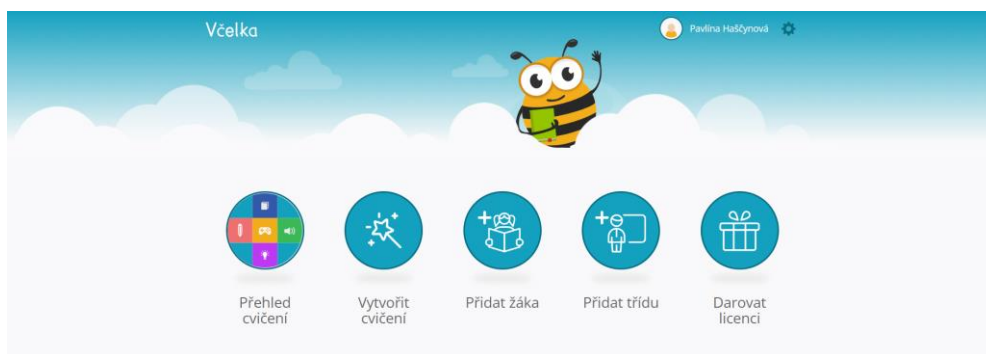 Včelka
Pavlína Haščynová
Přehled
cvičení
Vytvořit
cvičení
Přidat žáka
Přidat třídu
Darovat
licenci